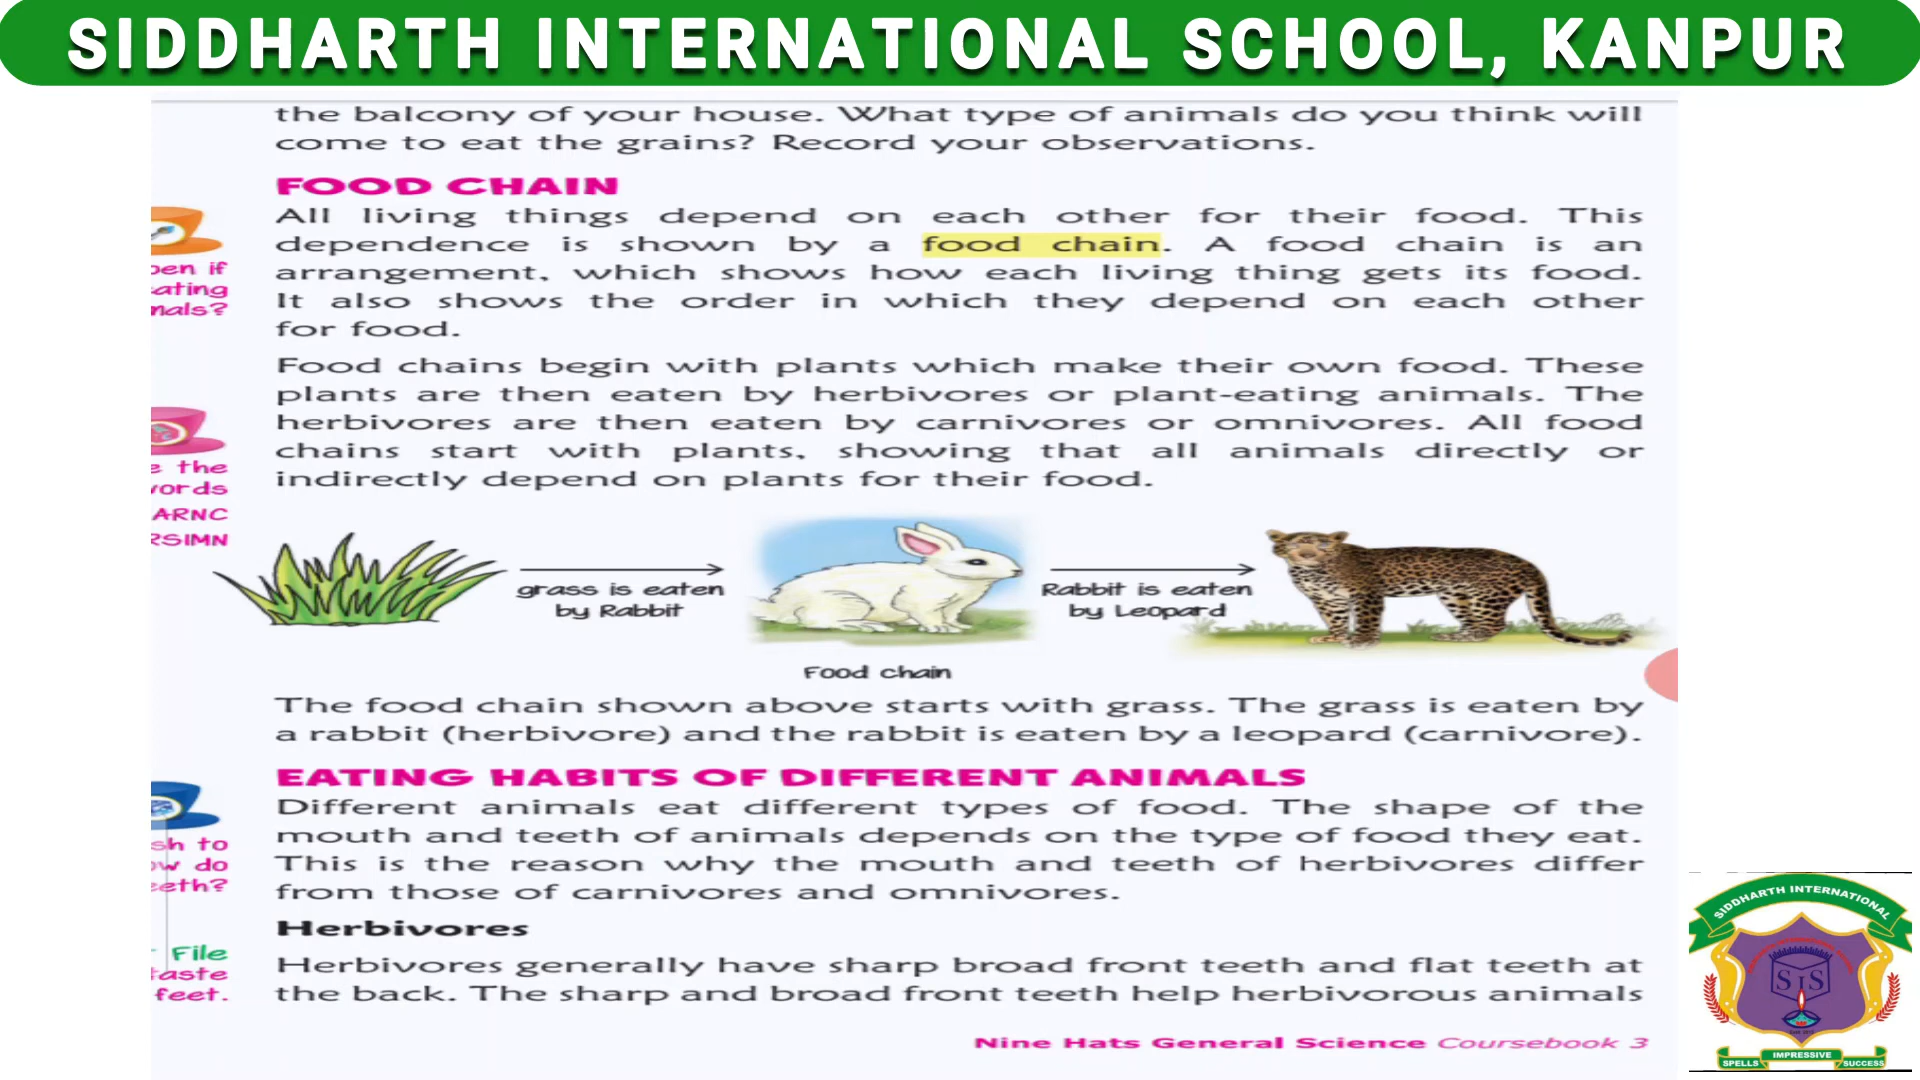 SIDDHARTH INTERNATIONAL SCHOOL, KANPUR
the balcony of your house. What type of animals do you think will
come to eat the grains? Record your observations.
FOOD CHAIN
All living things depend on each other for their food. This
dependence is shown by a food chain. A food chain is an
arrangement, which shows how each living thing gets its food.
It also shows the order in which they depend on each other
for food.
Food chains begin with plants which make their own food. These
plants are then eaten by herbivores or plant-eating animals. The
herbivores are then eaten by carnivores or omnivores. All food
chains start with plants, showing that all animals directly or
indirectly depend on plants for their food.
if
the
ARNC
RSIMN
grass is eaten
by Rabbit
Rabbit is eaten
by Leopard
Food chain
The food chain shown above starts with grass. The grass is eaten by
a rabbit (herbivore) and the rabbit is eaten by a leopard (carnivore).
EATING HABITS OF DIFFERENT ANIMALS
Different animals eat different types of food. The shape of the
mouth and teeth of animals depends on the type of food they eat.
This is the reason why the mouth and teeth of herbivores differ
from those of carnivores and omnivores.
to
do
Herbivores
Herbivores generally have sharp broad front teeth and flat teeth at
the back. The sharp and broad front teeth help herbivorous animals
File
taste
feet.
Nine Hats General Science Coursebook 3
SIDDHARTH INTERNATIONAL
SIS
SPELLS IMPRESSIVE SUCCESS